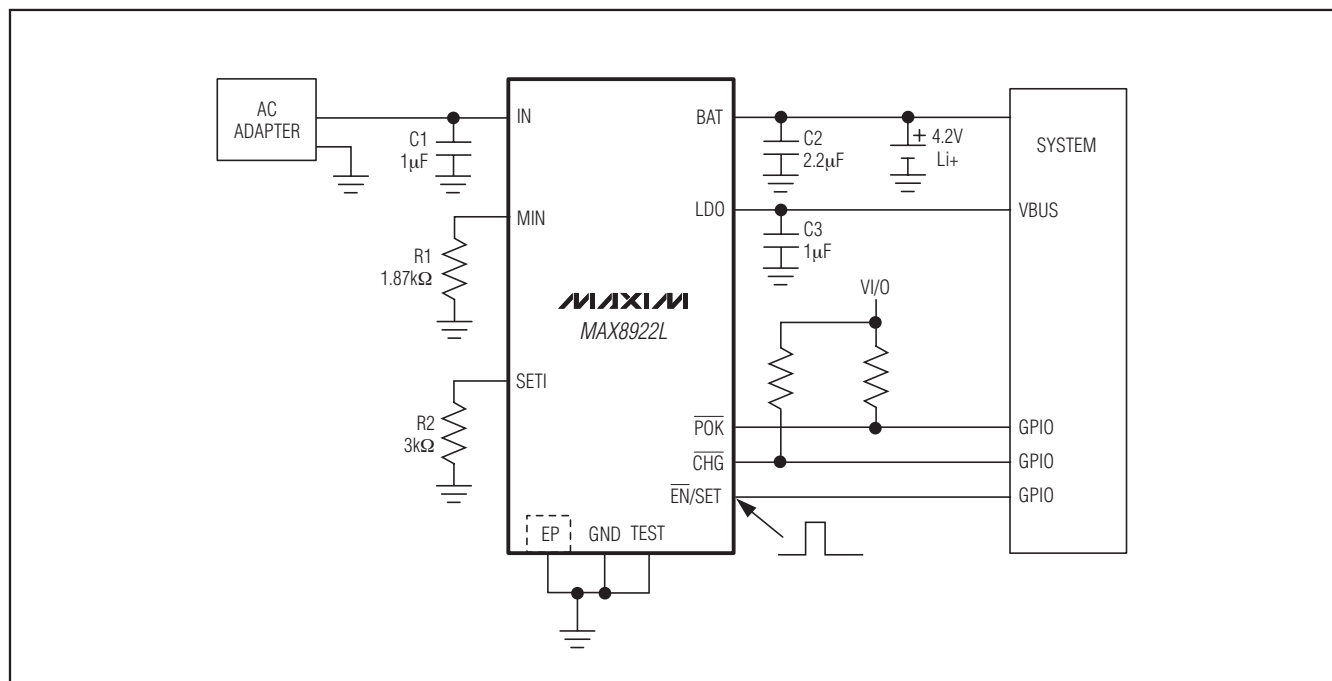 AC
ADAPTER
C1
1µF
IN
MIN
R1
1.87kΩ
SETI
R2
3kΩ
MAXIM
MAX8922L
EP
GND
TEST
BAT
C2
2.2µF
+ 4.2V
Li+
LDO
C3
1µF
VI/O
POK
CHG
EN/SET
SYSTEM
VBUS
GPIO
GPIO
GPIO